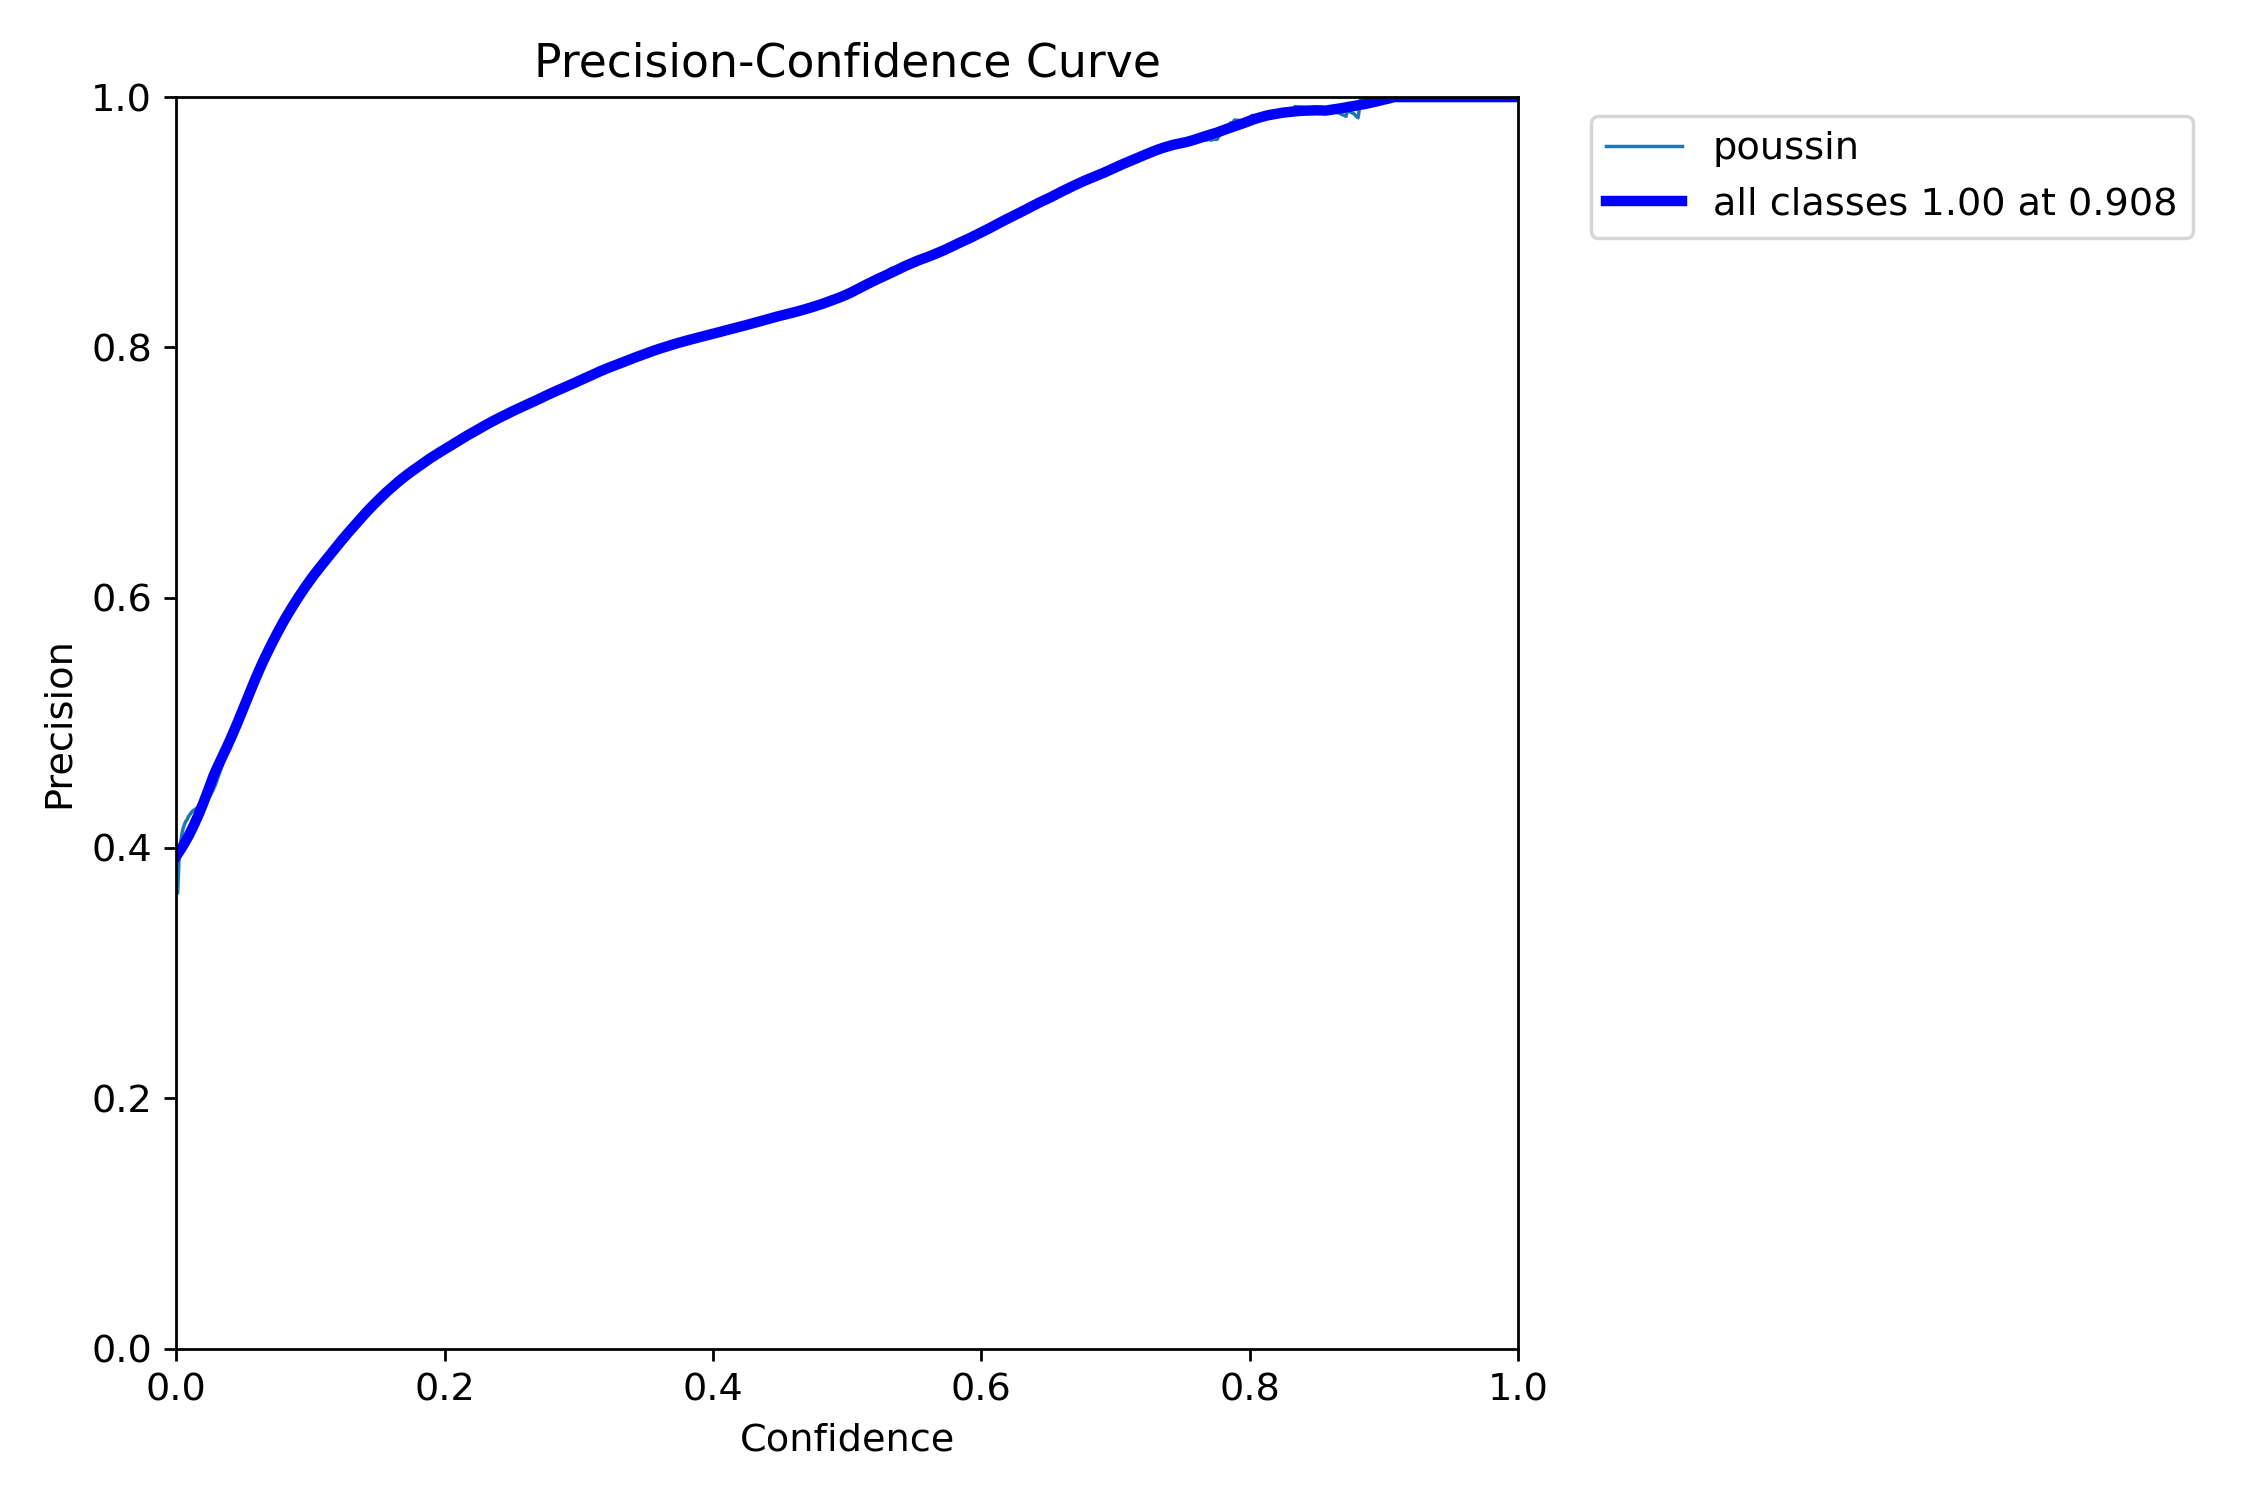 Precision-Confidence Curve
1.0
0.8
0.6
0.4
0.2
0.0
Precision
0.0 0.2 0.4 0.6 0.8 1.0
Confidence
poussin
all classes 1.00 at 0.908